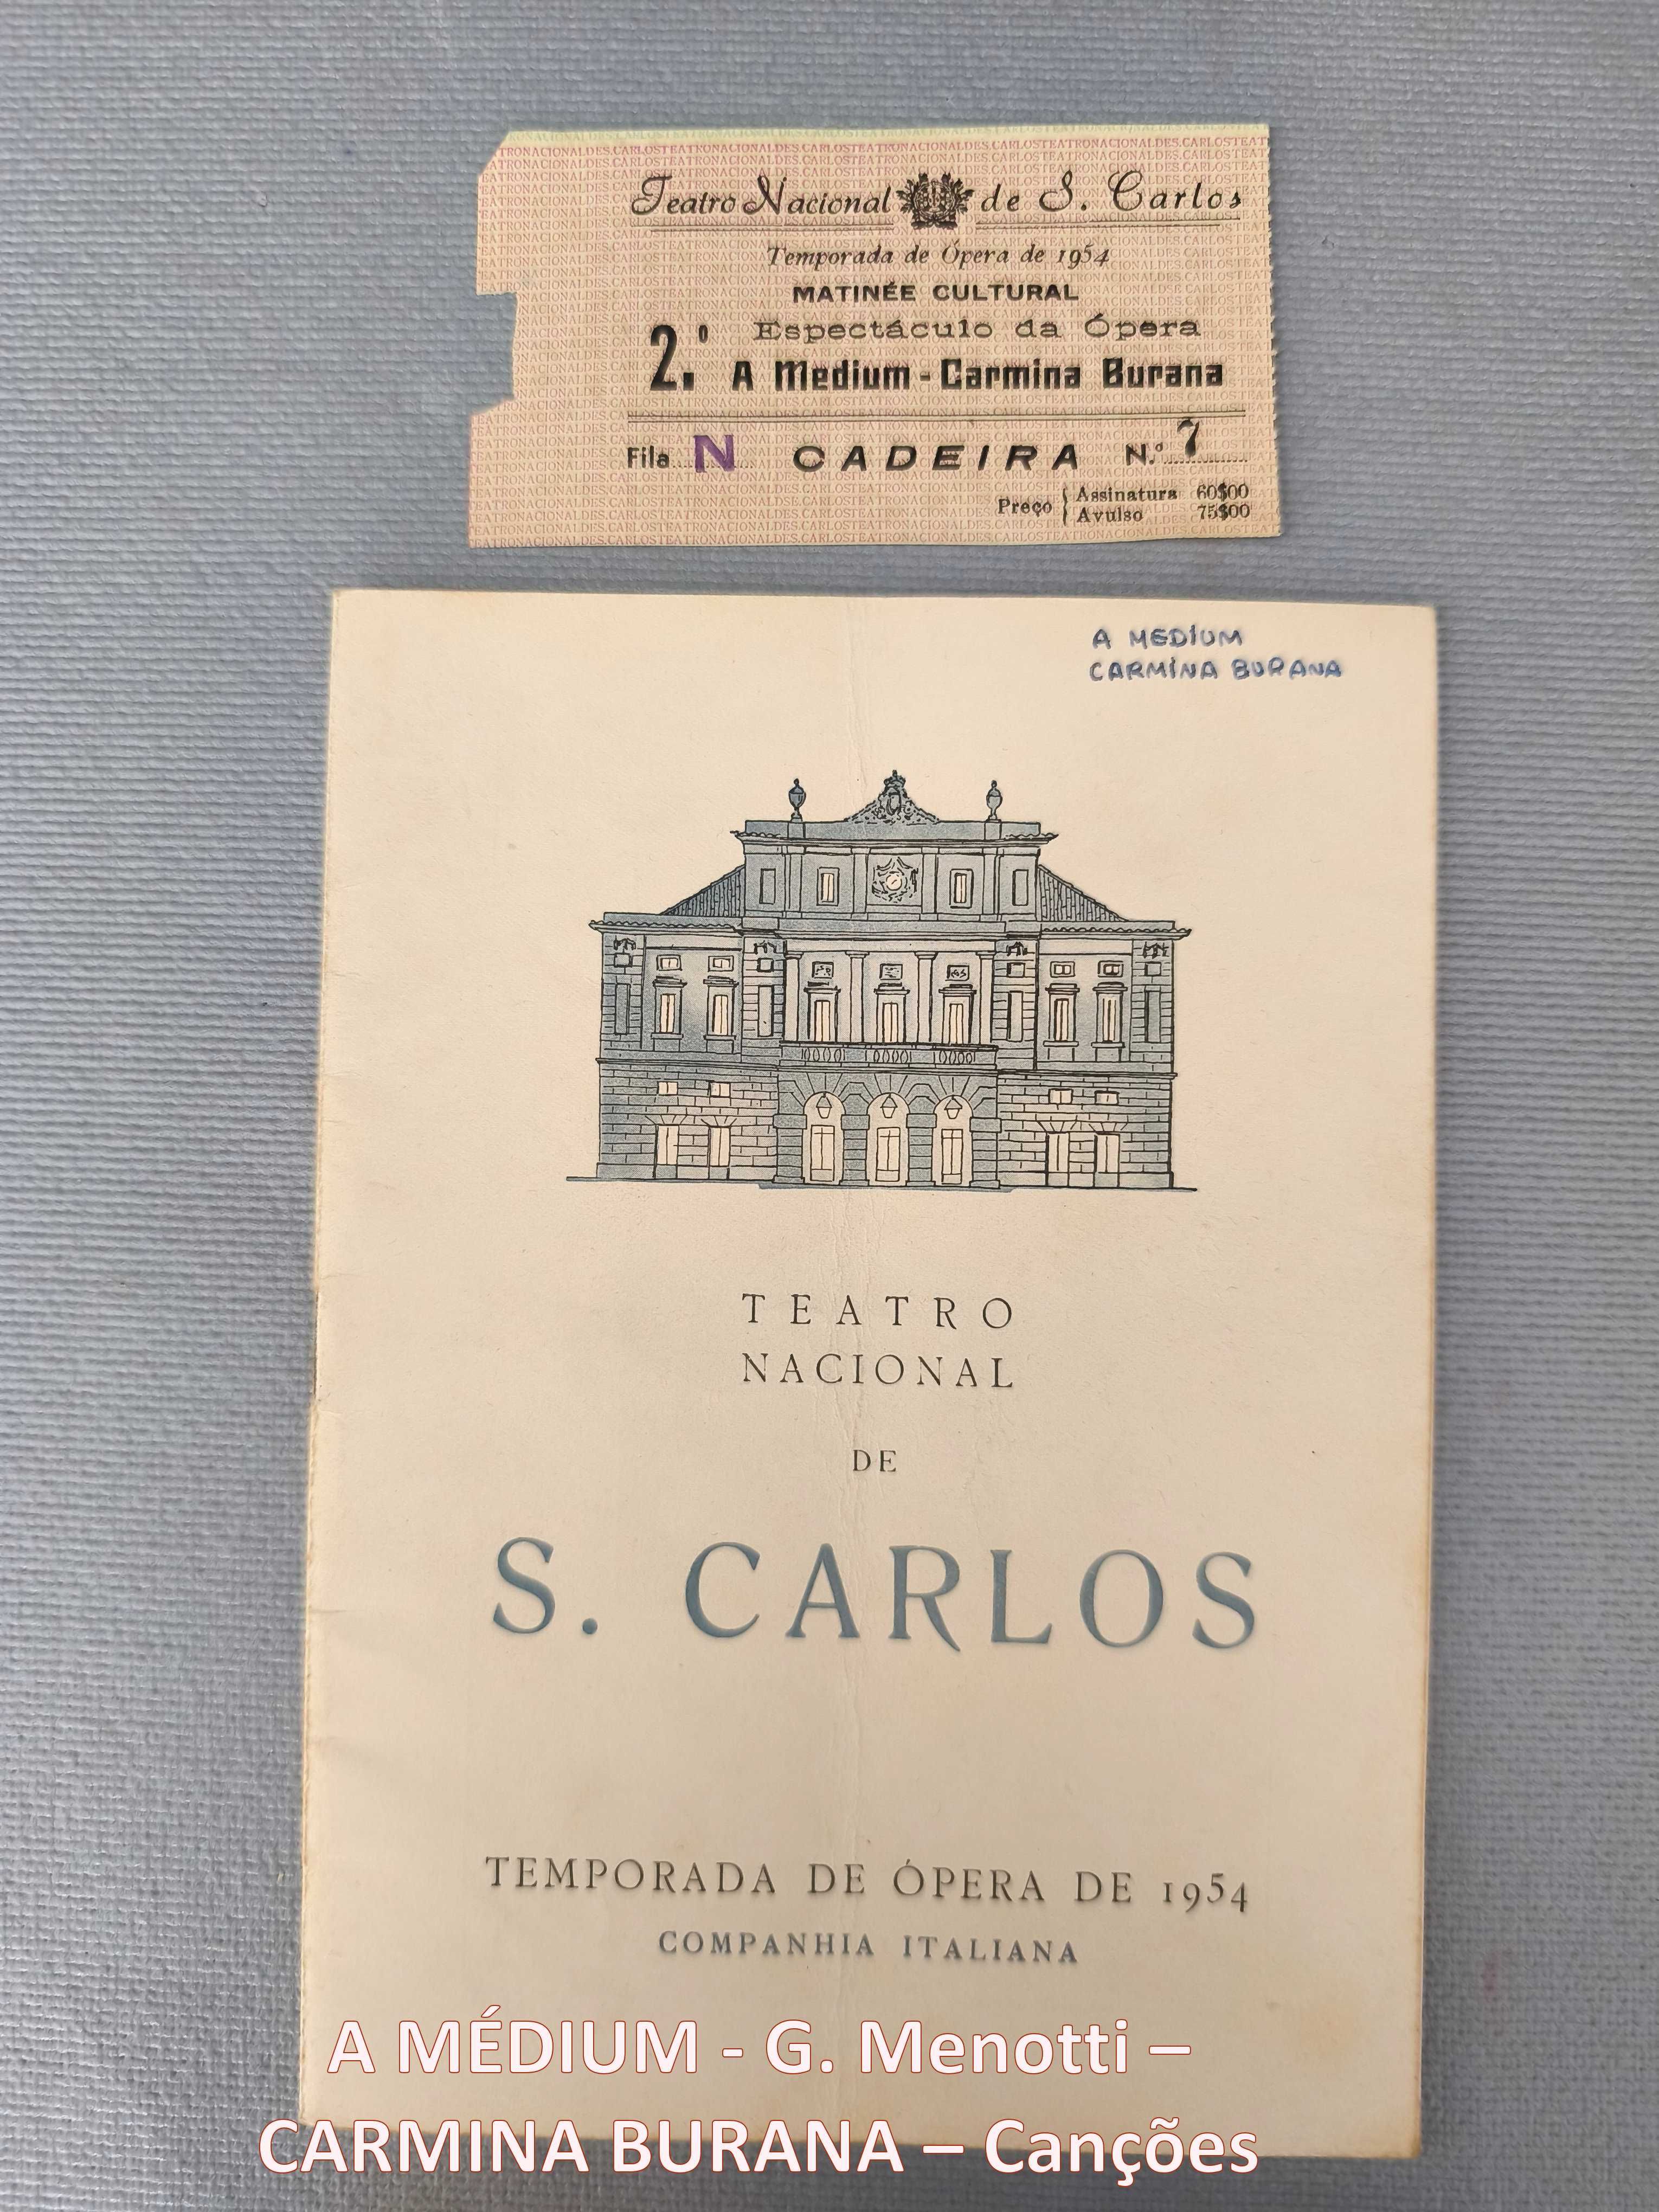 Teatro Nacional de S. Carlos
Temporada de Ópera de 1954
MATINÉE CULTURAL
2.º Espectáculo da Ópera
A Medium - Carmina Burana
Fila N CADEIRA N.º 7
Preço { Assinatura 60$00
Avulso 75$00
A MEDIUM
CARMINA BURANA
TEATRO
NACIONAL
DE
S. CARLOS
TEMPORADA DE ÓPERA DE 1954
COMPANHIA ITALIANA
A MÉDIUM - G. Menotti –
CARMINA BURANA – Canções